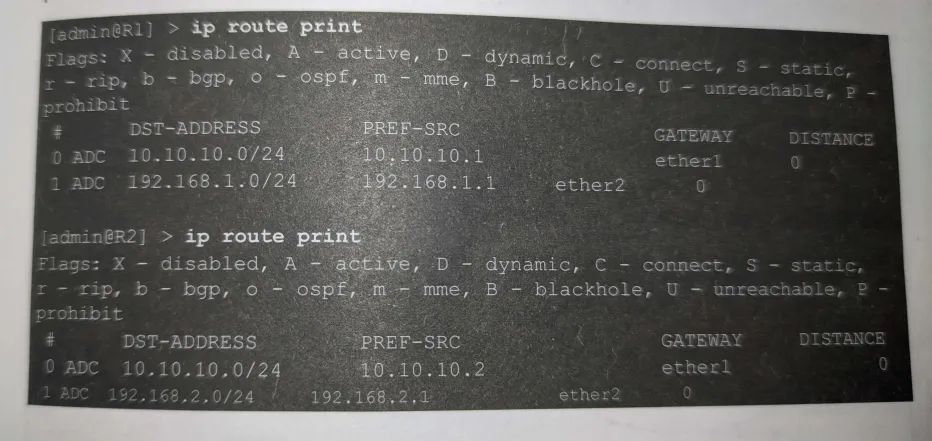 [admin@R1] > ip route print
Flags: X - disabled, A - active, D - dynamic, C - connect, S - static,
r - rip, b - bgp, o - ospf, m - mme, B - blackhole, U - unreachable, P -
prohibit
# DST-ADDRESS PREF-SRC GATEWAY DISTANCE
0 ADC 10.10.10.0/24 10.10.10.1 ether1 0
1 ADC 192.168.1.0/24 192.168.1.1 ether2 0
[admin@R2] > ip route print
Flags: X - disabled, A - active, D - dynamic, C - connect, S - static,
r - rip, b - bgp, o - ospf, m - mme, B - blackhole, U - unreachable, P -
prohibit
# DST-ADDRESS PREF-SRC GATEWAY DISTANCE
0 ADC 10.10.10.0/24 10.10.10.2 ether1 0
1 ADC 192.168.2.0/24 192.168.2.1 ether2 0